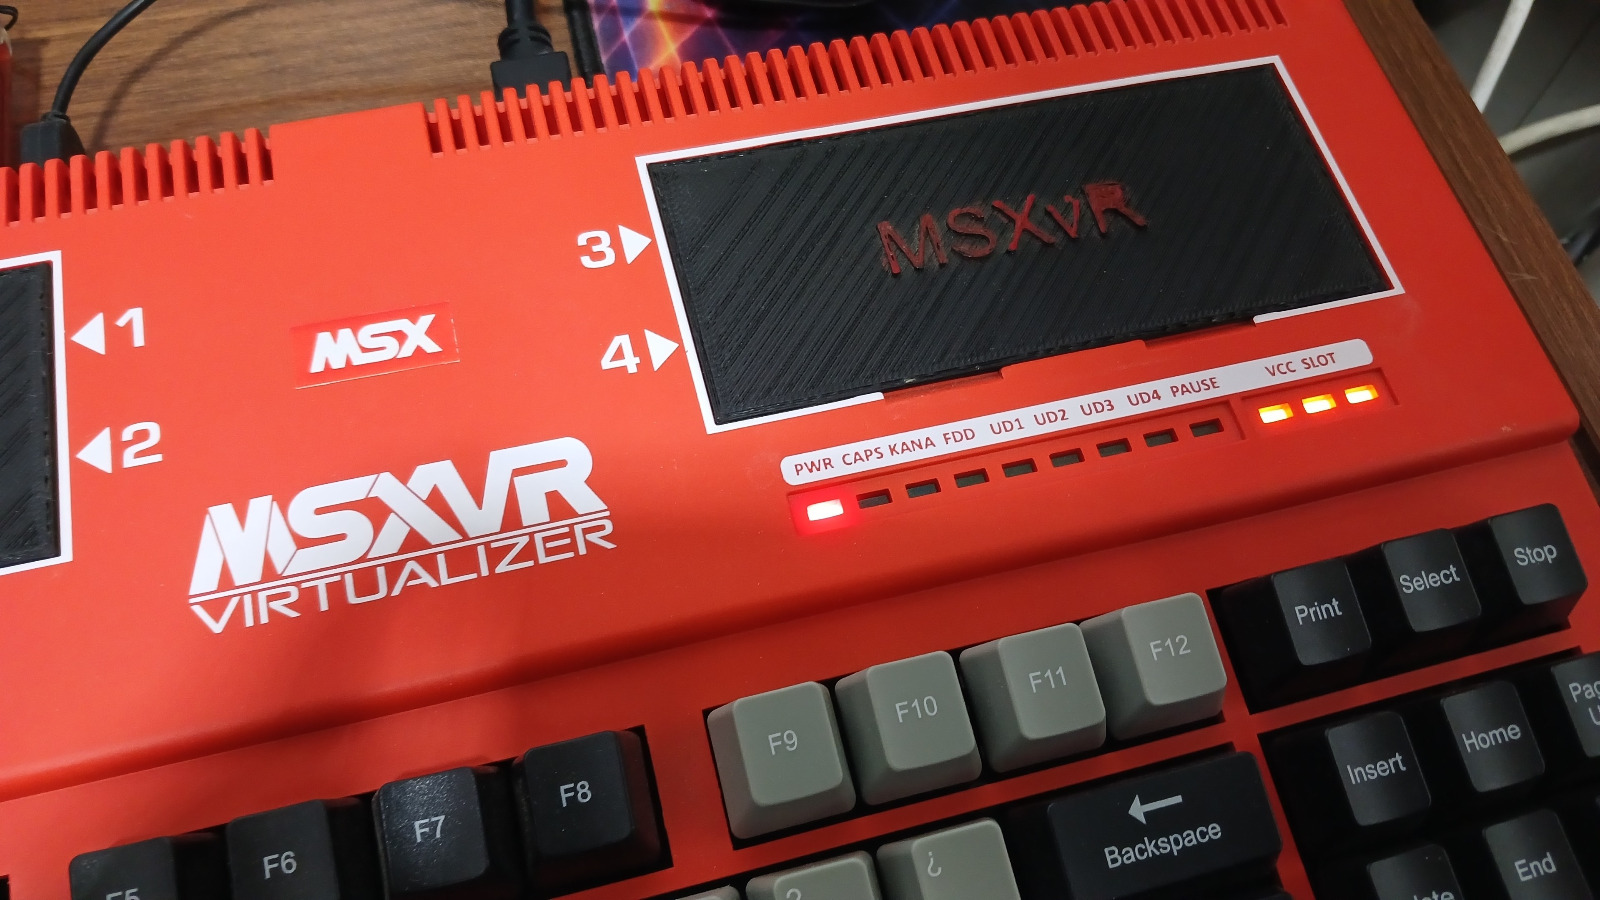 MSXvR
3
1
MSX
4
2
VCC SLOT
PWR CAPS KANA FDD UD1 UD2 UD3 UD4 PAUSE
MSXVR
VIRTUALIZER
Print
Select
Stop
F5
F6
F7
F8
F9
F10
F11
F12
Insert
Home
Backspace
?
¿
End